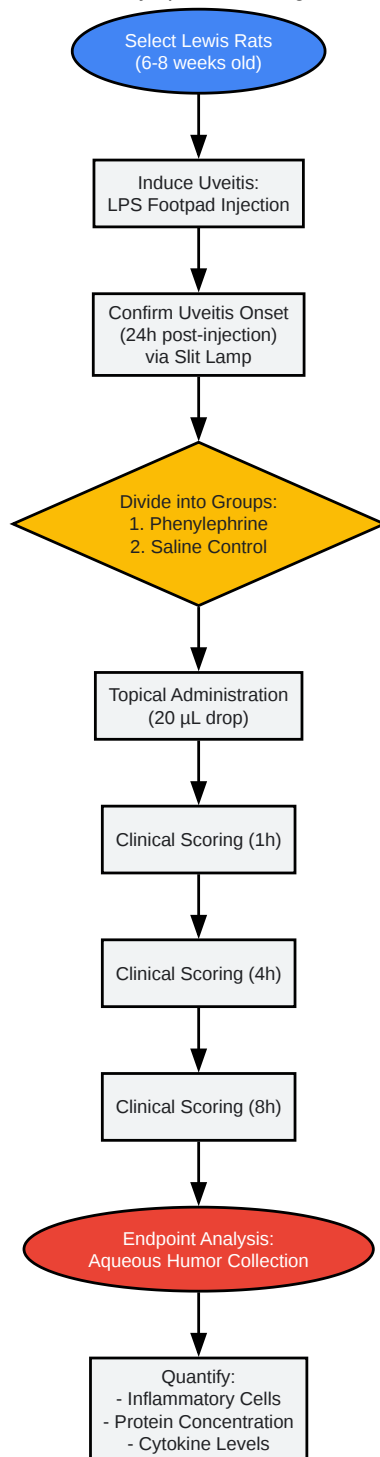 Select Lewis Rats
(6-8 weeks old)
Induce Uveitis:
LPS Footpad Injection
Confirm Uveitis Onset
(24h post-injection)
via Slit Lamp
Divide into Groups:
1. Phenylephrine
2. Saline Control
Topical Administration
(20 µL drop)
Clinical Scoring (1h)
Clinical Scoring (4h)
Clinical Scoring (8h)
Endpoint Analysis:
Aqueous Humor Collection
Quantify:
- Inflammatory Cells
- Protein Concentration
- Cytokine Levels